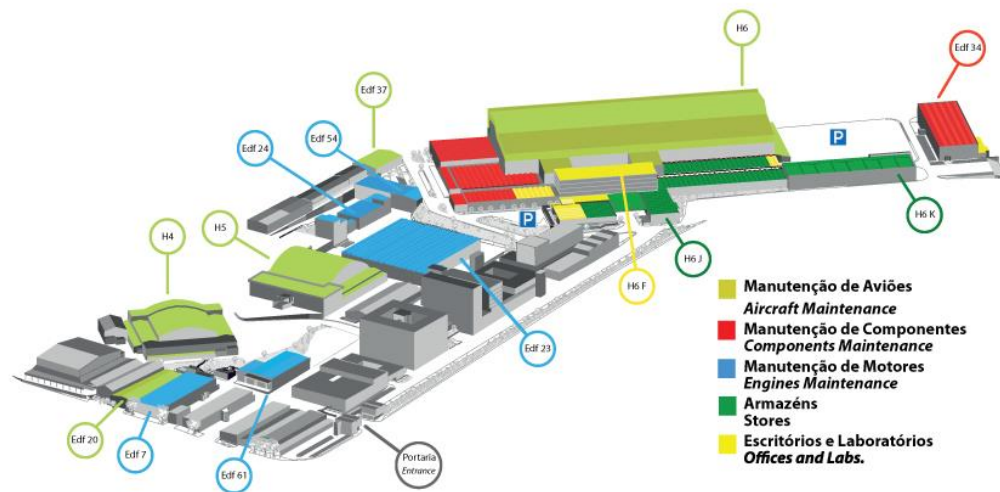 H6
Edf 34
Edf 37
Edf 54
Edf 24
P
H5
H4
P
H6 K
H6 J
H6 F
Edf 23
Edf 20
Edf 7
Edf 61
Portaria
Entrance
Manutenção de Aviões
Aircraft Maintenance
Manutenção de Componentes
Components Maintenance
Manutenção de Motores
Engines Maintenance
Armazéns
Stores
Escritórios e Laboratórios
Offices and Labs.